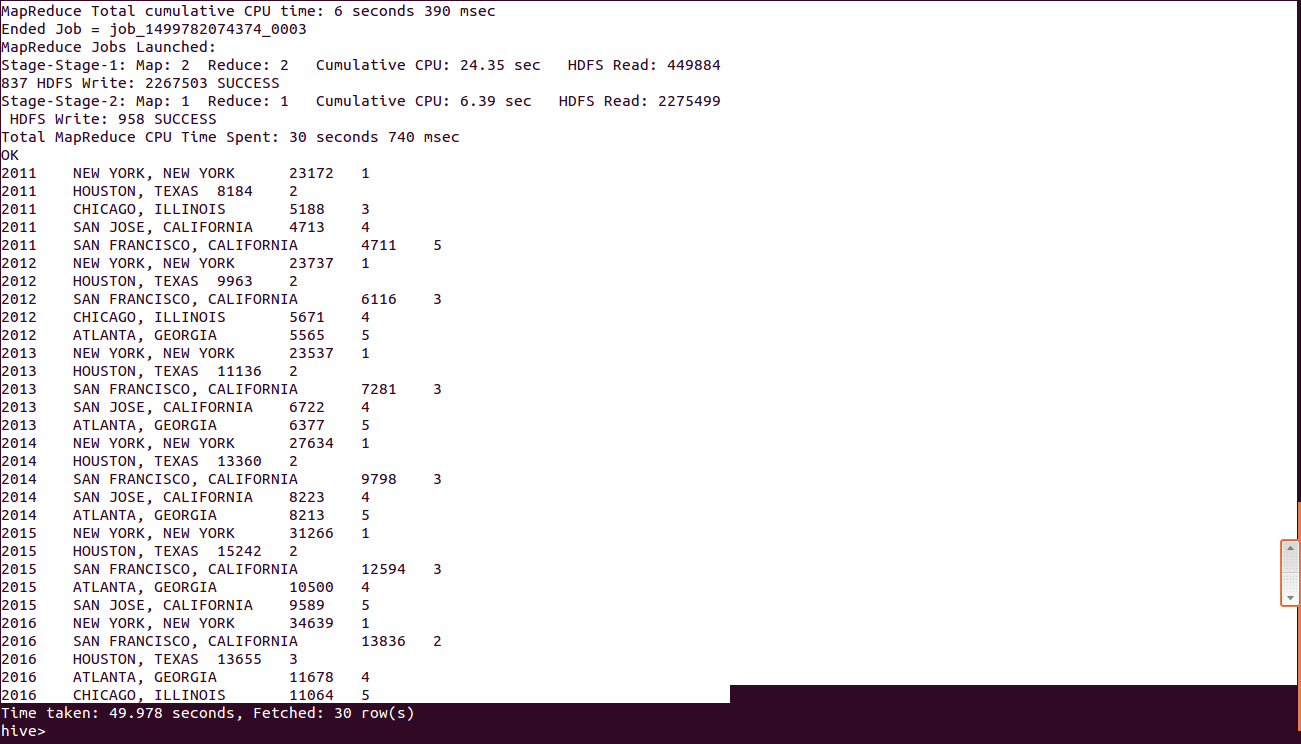 MapReduce Total cumulative CPU time: 6 seconds 390 msec
Ended Job = job_1499782074374_0003
MapReduce Jobs Launched:
Stage-Stage-1: Map: 2  Reduce: 2   Cumulative CPU: 24.35 sec   HDFS Read: 449884
837 HDFS Write: 2267503 SUCCESS
Stage-Stage-2: Map: 1  Reduce: 1   Cumulative CPU: 6.39 sec   HDFS Read: 2275499
 HDFS Write: 958 SUCCESS
Total MapReduce CPU Time Spent: 30 seconds 740 msec
OK
2011    NEW YORK, NEW YORK      23172   1
2011    HOUSTON, TEXAS  8184    2
2011    CHICAGO, ILLINOIS       5188    3
2011    SAN JOSE, CALIFORNIA    4713    4
2011    SAN FRANCISCO, CALIFORNIA       4711    5
2012    NEW YORK, NEW YORK      23737   1
2012    HOUSTON, TEXAS  9963    2
2012    SAN FRANCISCO, CALIFORNIA       6116    3
2012    CHICAGO, ILLINOIS       5671    4
2012    ATLANTA, GEORGIA        5565    5
2013    NEW YORK, NEW YORK      23537   1
2013    HOUSTON, TEXAS  11136   2
2013    SAN FRANCISCO, CALIFORNIA       7281    3
2013    SAN JOSE, CALIFORNIA    6722    4
2013    ATLANTA, GEORGIA        6377    5
2014    NEW YORK, NEW YORK      27634   1
2014    HOUSTON, TEXAS  13360   2
2014    SAN FRANCISCO, CALIFORNIA       9798    3
2014    SAN JOSE, CALIFORNIA    8223    4
2014    ATLANTA, GEORGIA        8213    5
2015    NEW YORK, NEW YORK      31266   1
2015    HOUSTON, TEXAS  15242   2
2015    SAN FRANCISCO, CALIFORNIA       12594   3
2015    ATLANTA, GEORGIA        10500   4
2015    SAN JOSE, CALIFORNIA    9589    5
2016    NEW YORK, NEW YORK      34639   1
2016    SAN FRANCISCO, CALIFORNIA       13836   2
2016    HOUSTON, TEXAS  13655   3
2016    ATLANTA, GEORGIA        11678   4
2016    CHICAGO, ILLINOIS       11064   5
Time taken: 49.978 seconds, Fetched: 30 row(s)
hive>